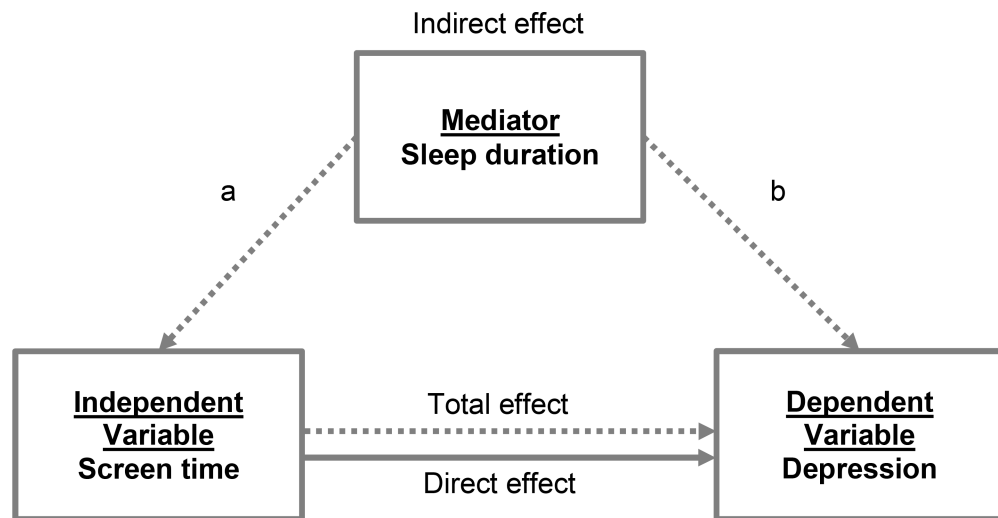 Indirect effect
Mediator
Sleep duration
a
b
Independent
Variable
Screen time
Total effect
Direct effect
Dependent
Variable
Depression